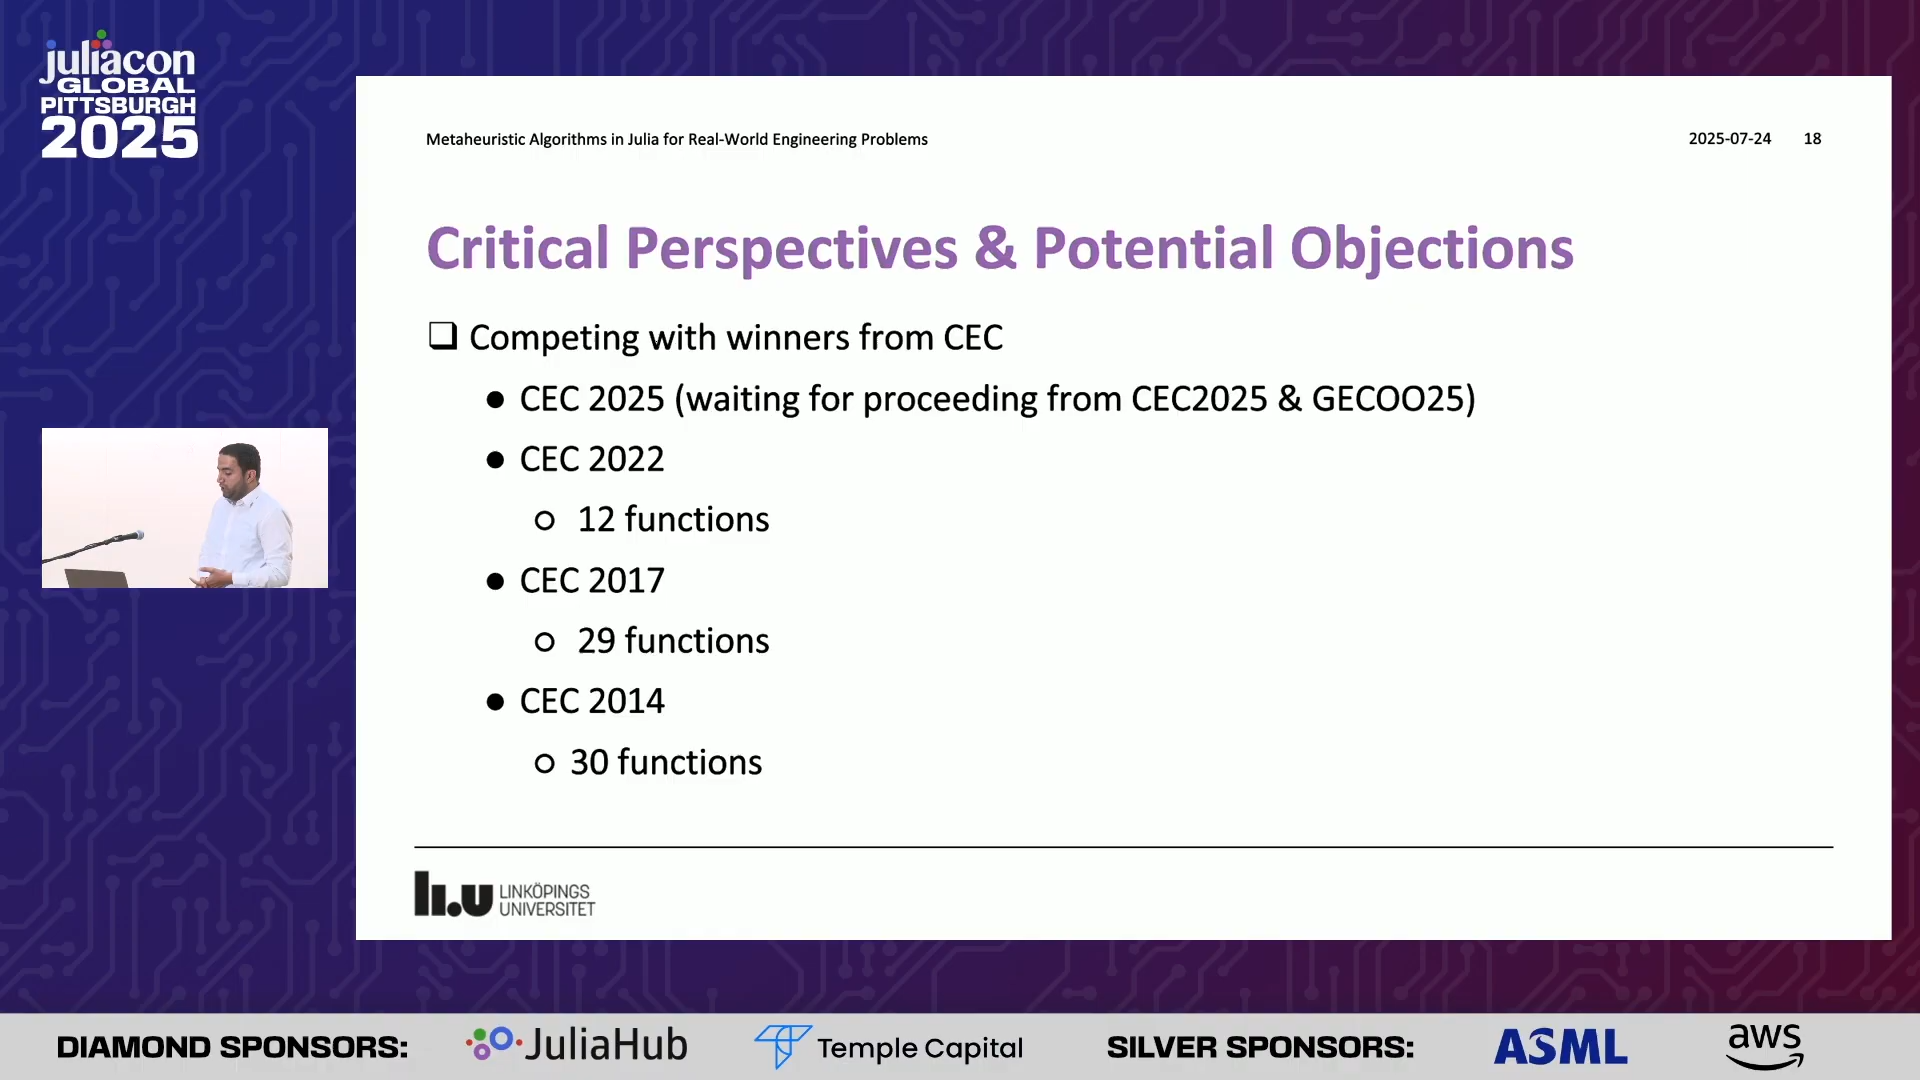 juliacon
GLOBAL
PITTSBURGH
2025
Metaheuristic Algorithms in Julia for Real-World Engineering Problems
2025-07-24 18
Critical Perspectives & Potential Objections
❑ Competing with winners from CEC
● CEC 2025 (waiting for proceeding from CEC2025 & GECOO25)
● CEC 2022
○ 12 functions
● CEC 2017
○ 29 functions
● CEC 2014
○ 30 functions
li.u LINKÖPINGS
UNIVERSITET
DIAMOND SPONSORS: JuliaHub Temple Capital SILVER SPONSORS: ASML aws